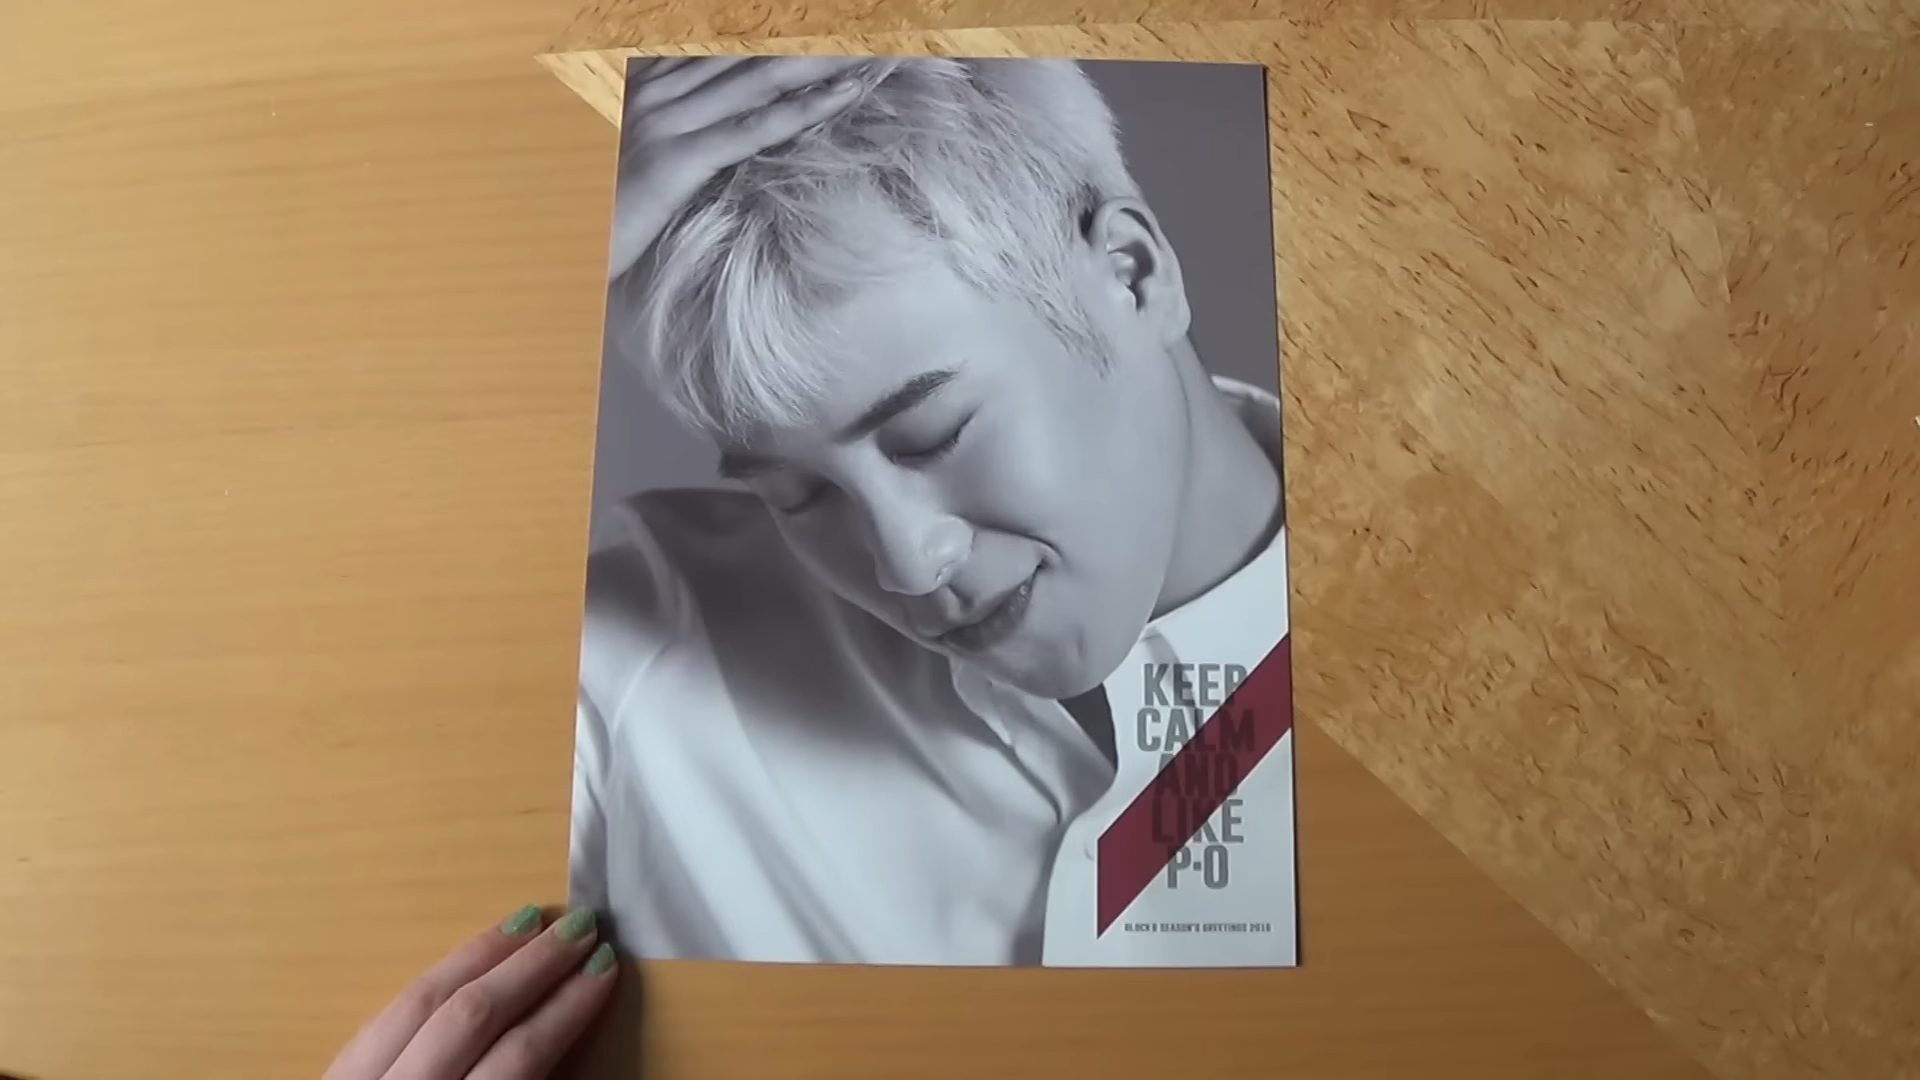 KEEP
CALM
AND
LIKE
P·O
BLOCK B SEASON'S GREETINGS 2016